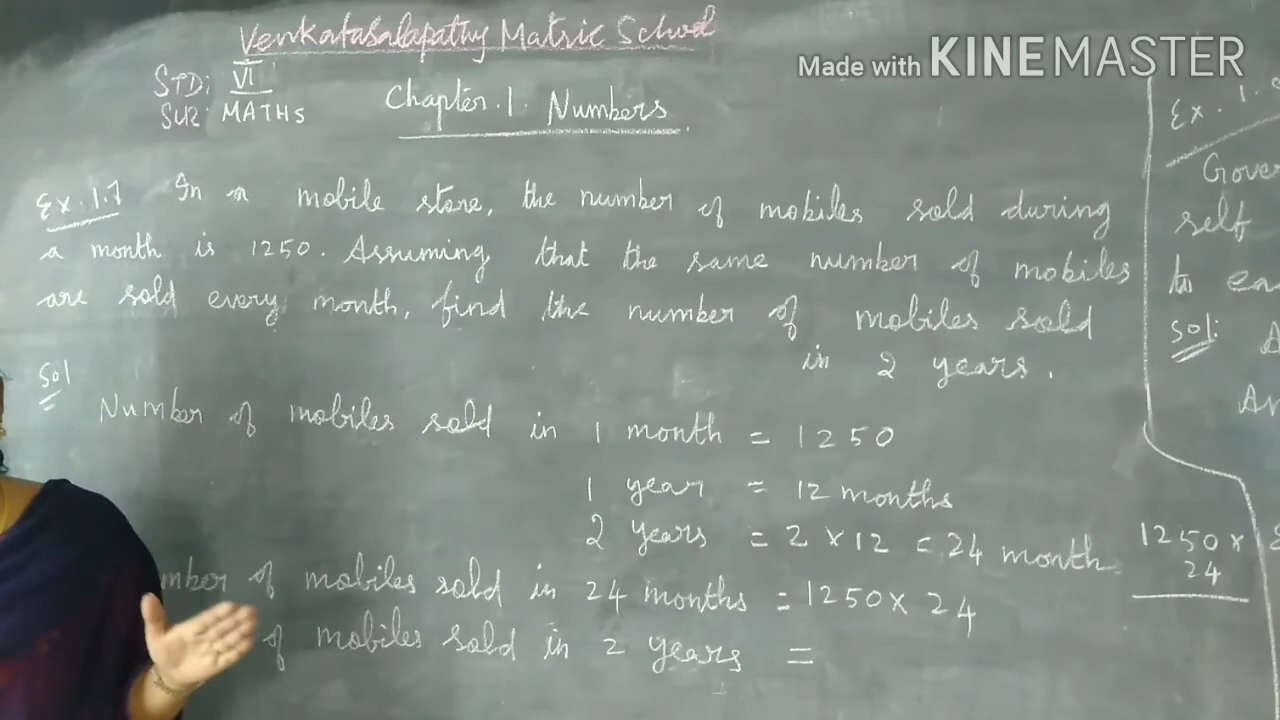 Venkatasalapathy Matric School
Made with KINEMASTER
STD: VI
SUB: MATHS
Chapter.1. Numbers
Ex. 1.7 In a mobile store, the number of mobiles sold during
a month is 1250. Assuming that the same number of mobiles
are sold every month, find the number of mobiles sold
in 2 years.
Sol
Number of mobiles sold in 1 month = 1250
1 year = 12 months
2 years = 2 × 12 = 24 month
mber of mobiles sold in 24 months = 1250 × 24
of mobiles sold in 2 years =
1250 ×
24
Ex. 1.
Gover
self
to ea
Sol: